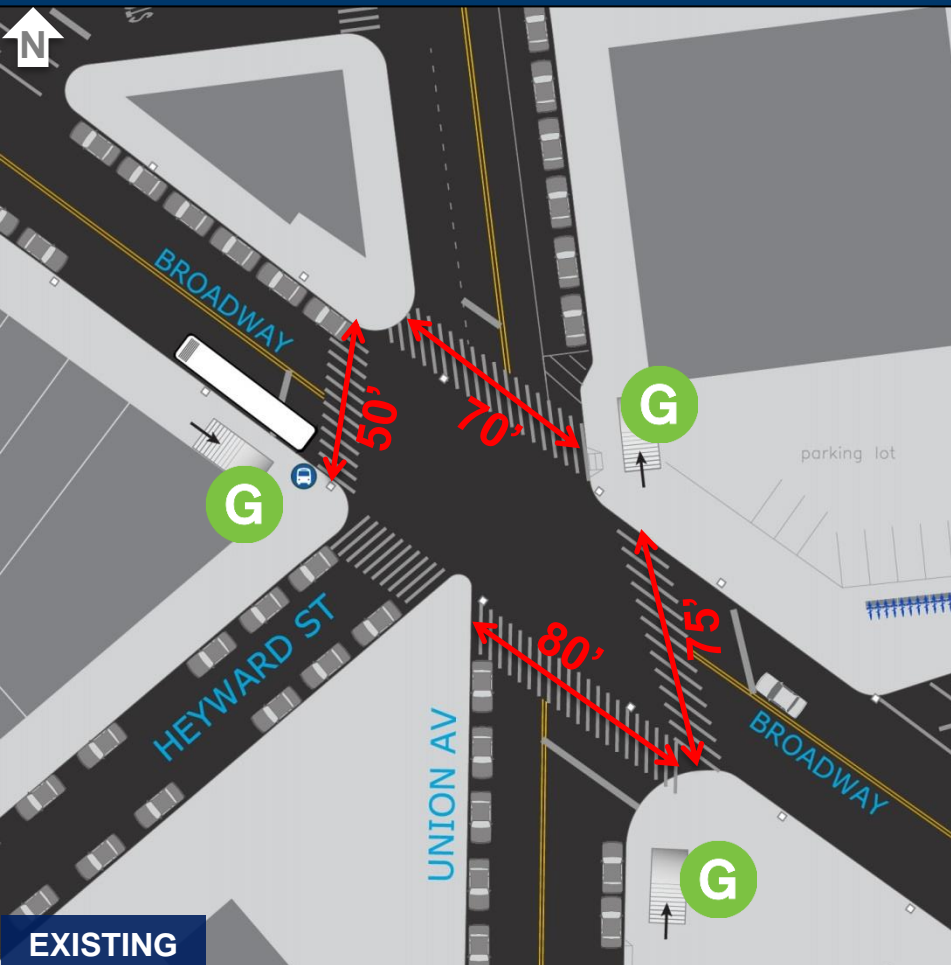 N
BROADWAY
G
50'
70'
parking lot
G
HEYWARD ST
80'
75'
UNION AV
BROADWAY
G
EXISTING